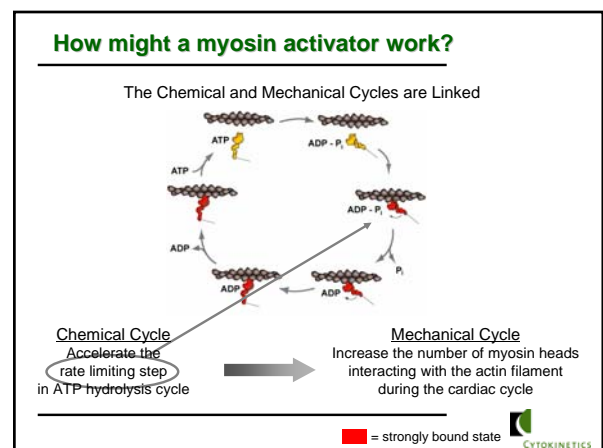 How might a myosin activator work?
The Chemical and Mechanical Cycles are Linked
ATP
ADP - Pi
ATP
ADP - Pi
Pi
ADP
ADP
ADP
Chemical Cycle
Accelerate the
rate limiting step
in ATP hydrolysis cycle
Mechanical Cycle
Increase the number of myosin heads
interacting with the actin filament
during the cardiac cycle
= strongly bound state
CYTOKINETICS